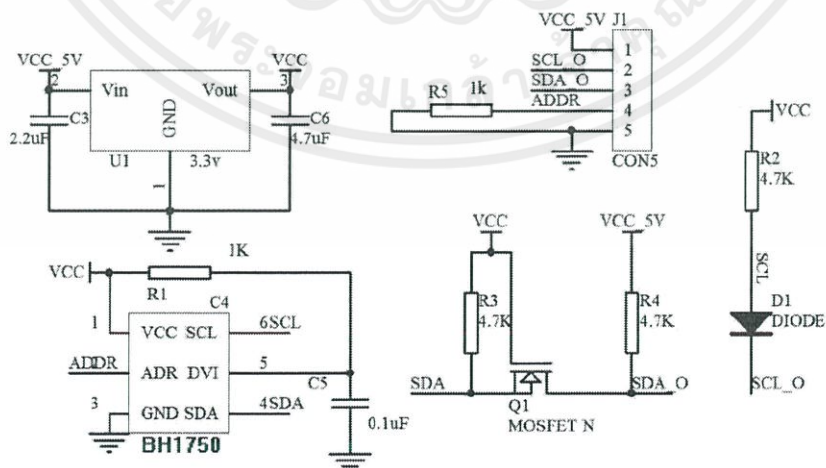 VCC_5V
2
Vin
Vout
VCC
3
GND
C3
2.2uF
C6
4.7uF
U1
3.3v
1
VCC_5V
J1
SCL_O
SDA_O
ADDR
1
2
3
4
5
R5
1k
CON5
VCC
R2
4.7K
SCL
D1
DIODE
SCL_O
VCC
1K
R1
C4
1
VCC
SCL
6SCL
ADDR
ADR
DVI
5
3
GND
SDA
4SDA
BH1750
C5
0.1uF
VCC
VCC_5V
R3
4.7K
R4
4.7K
SDA
SDA_O
Q1
MOSFET N